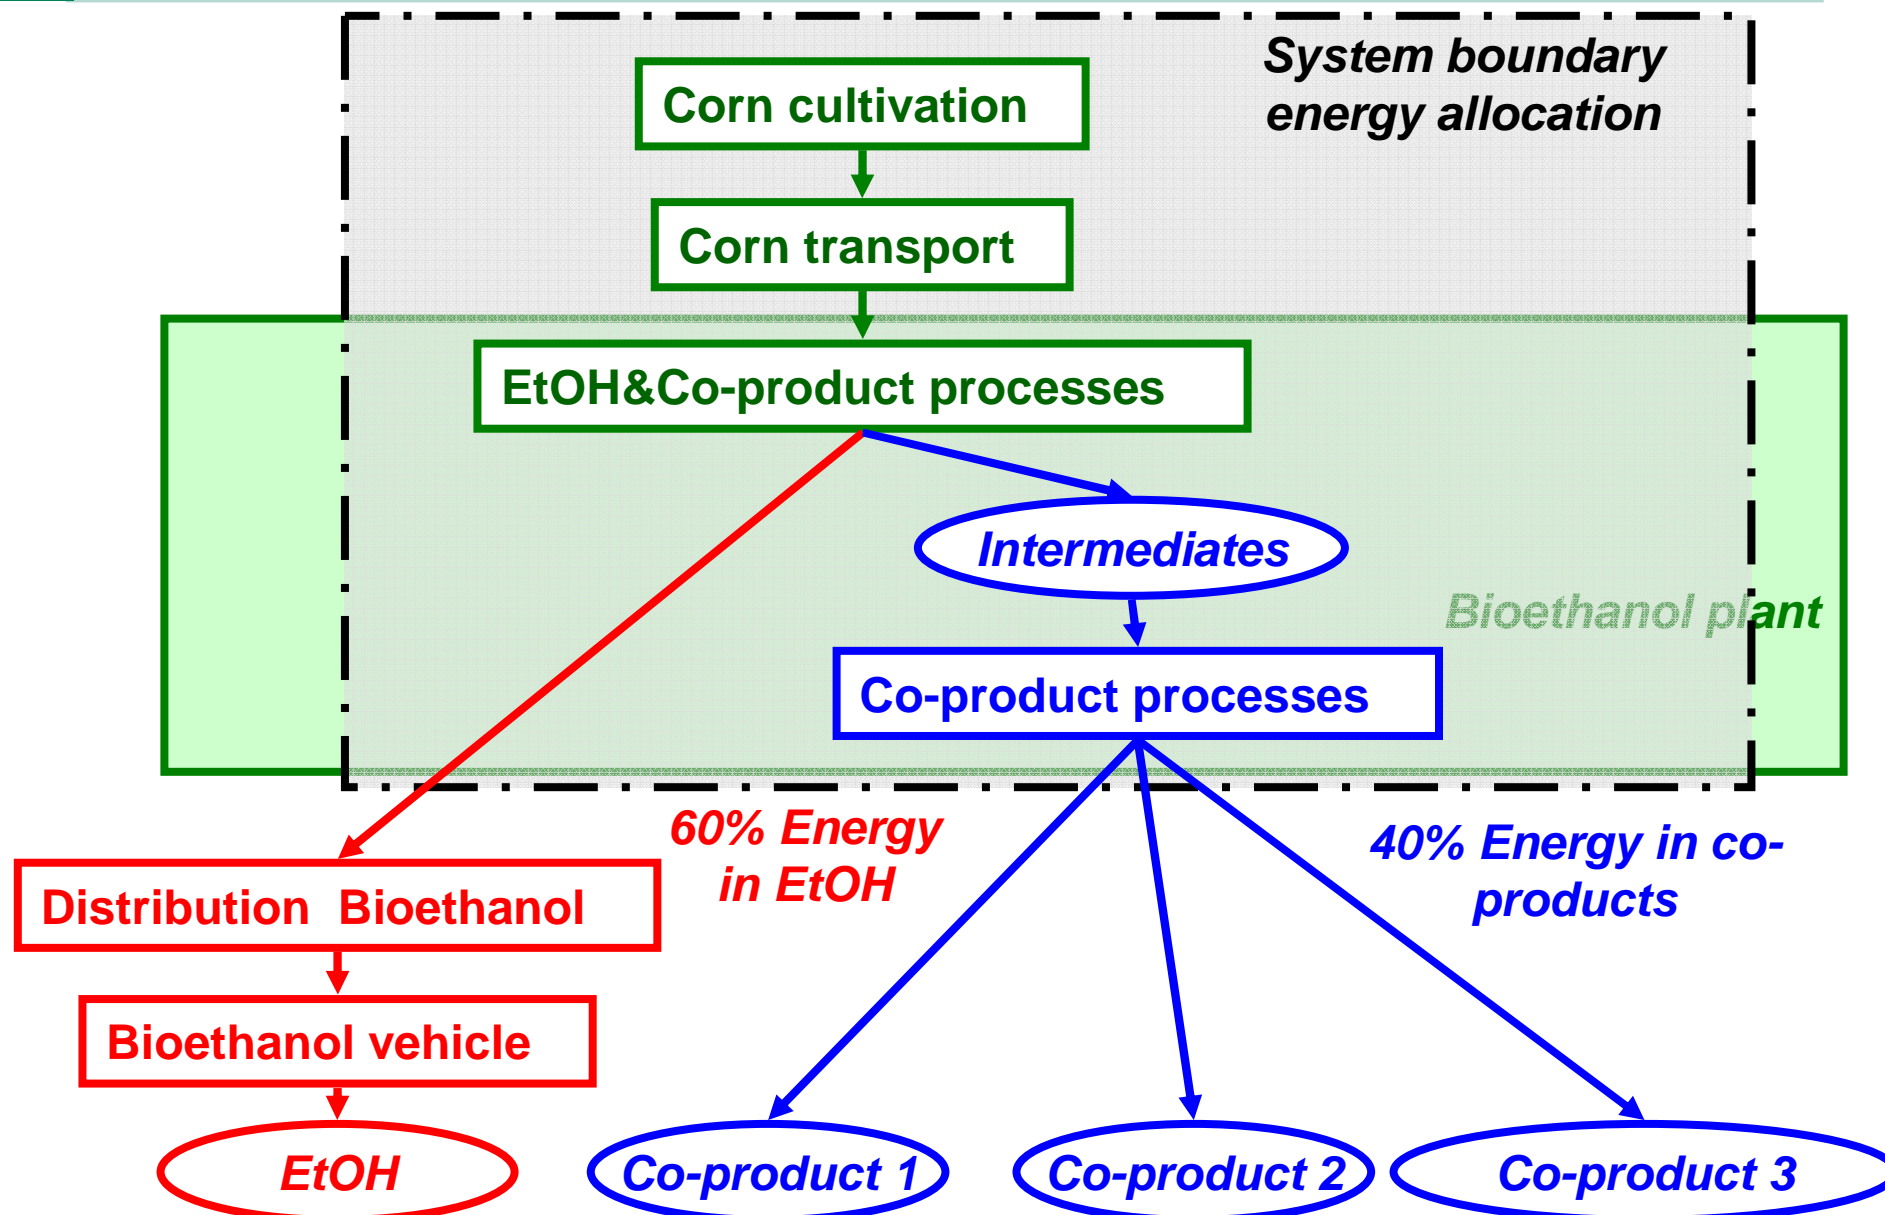 System boundary
energy allocation
Corn cultivation
Corn transport
EtOH&Co-product processes
Intermediates
Bioethanol plant
Co-product processes
60% Energy
in EtOH
40% Energy in co-
products
Distribution  Bioethanol
Bioethanol vehicle
EtOH
Co-product 1
Co-product 2
Co-product 3